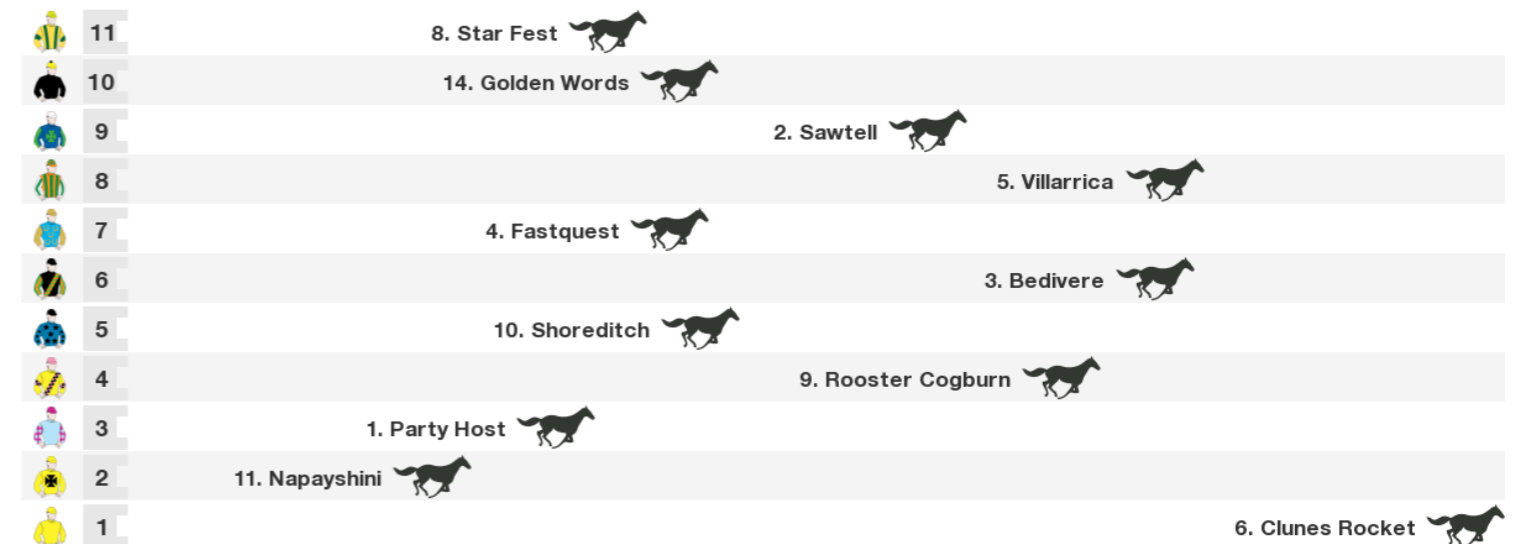 11 8. Star Fest
10 14. Golden Words
9 2. Sawtell
8 5. Villarrica
7 4. Fastquest
6 3. Bedivere
5 10. Shoreditch
4 9. Rooster Cogburn
3 1. Party Host
2 11. Napayshini
1 6. Clunes Rocket